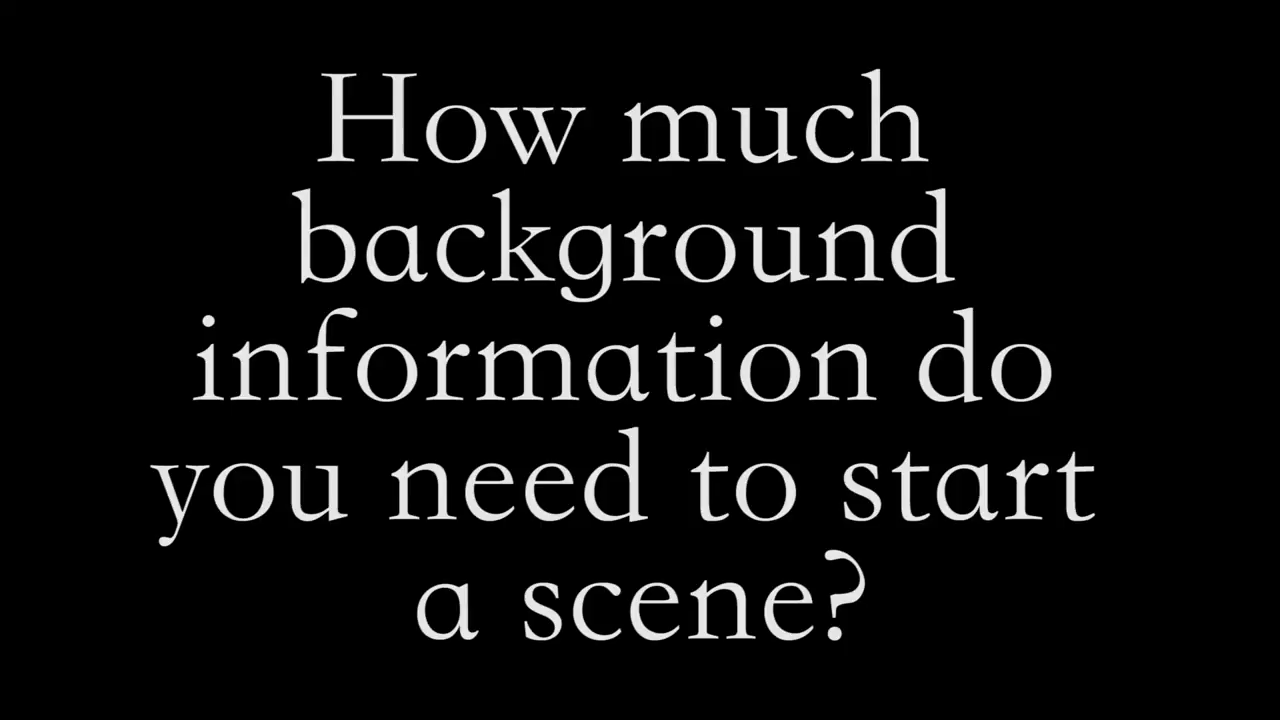 How much
background
information do
you need to start
a scene?